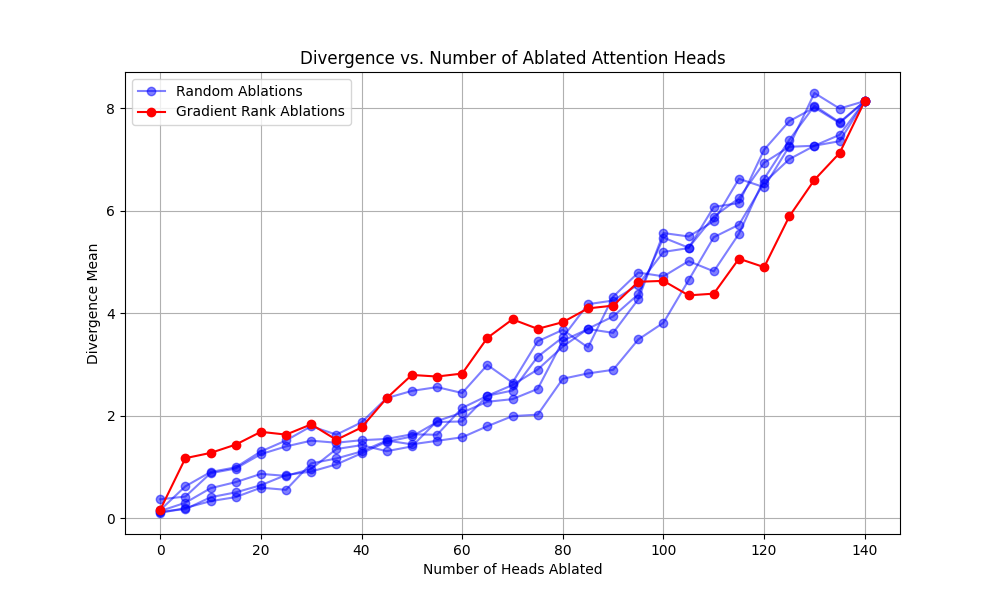 Divergence vs. Number of Ablated Attention Heads
Random Ablations
Gradient Rank Ablations
Divergence Mean
8
6
4
2
0
0 20 40 60 80 100 120 140
Number of Heads Ablated